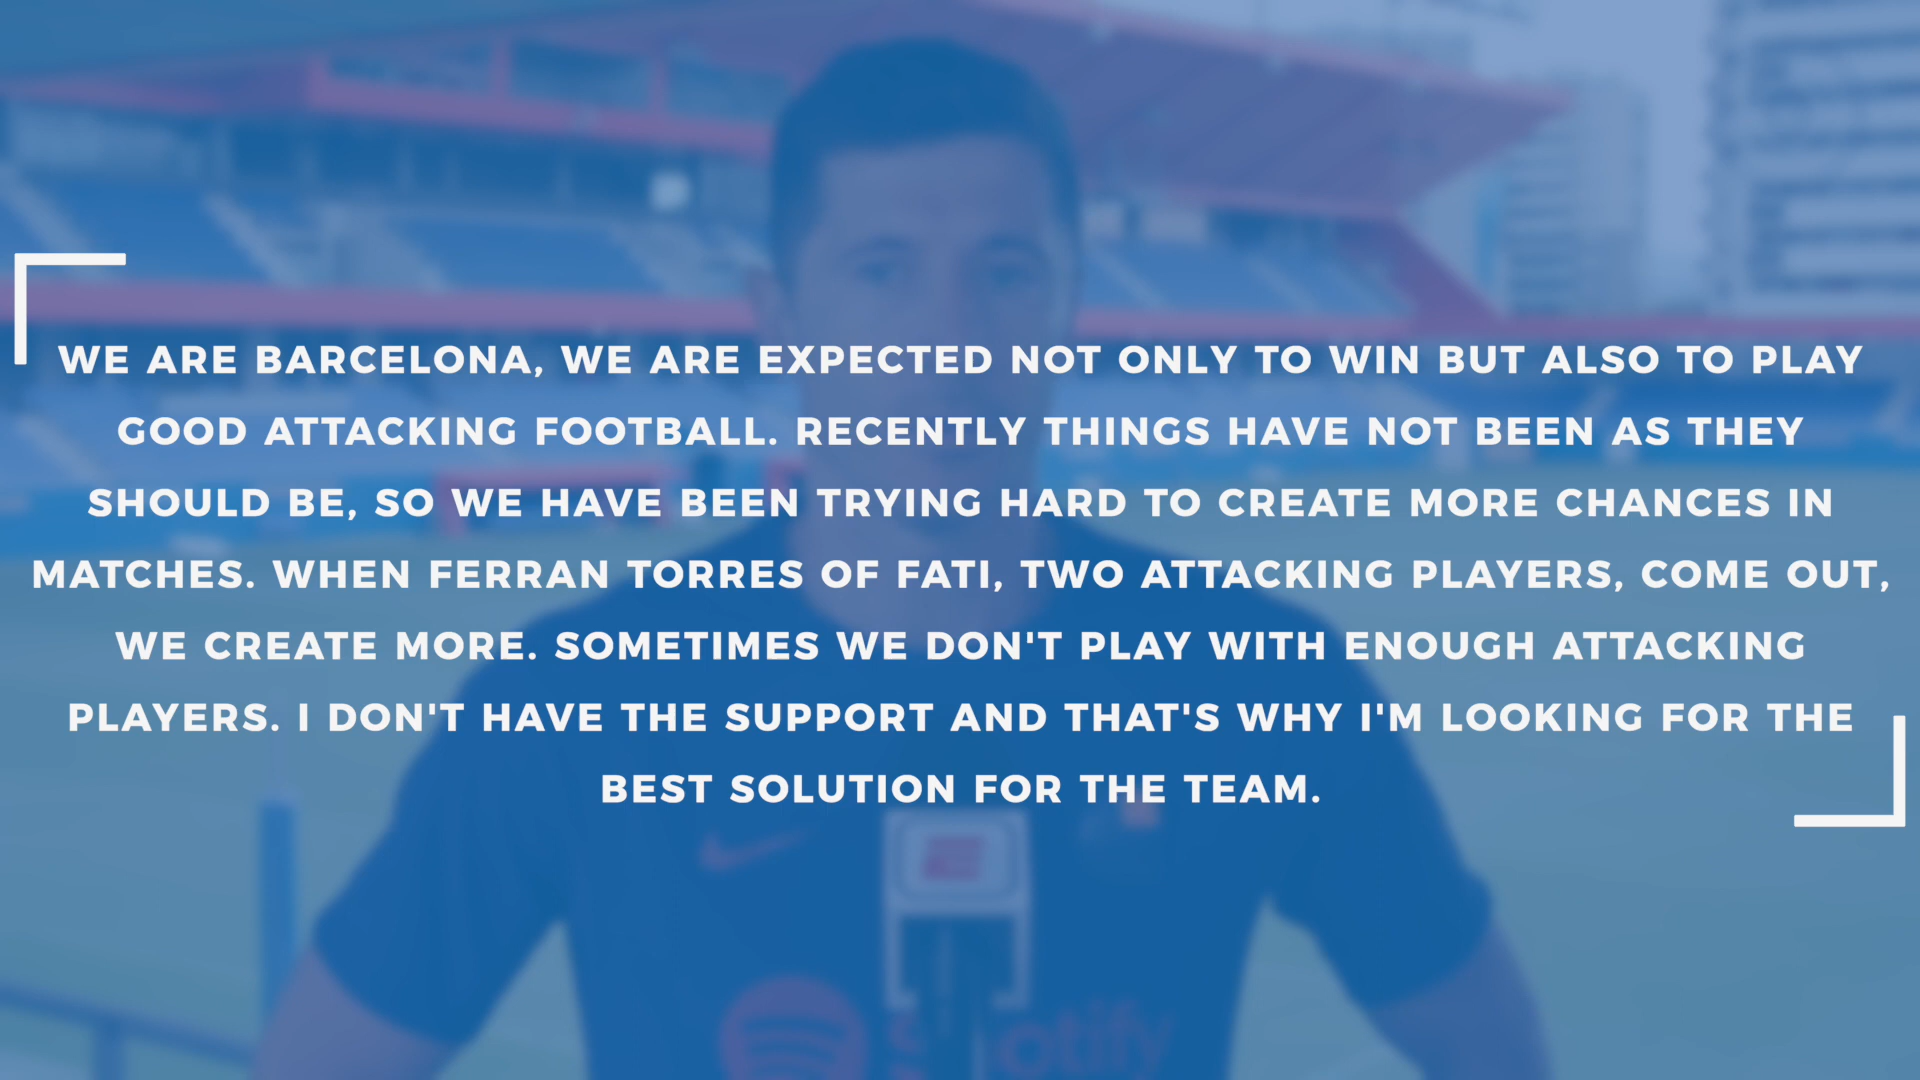 WE ARE BARCELONA, WE ARE EXPECTED NOT ONLY TO WIN BUT ALSO TO PLAY
GOOD ATTACKING FOOTBALL. RECENTLY THINGS HAVE NOT BEEN AS THEY
SHOULD BE, SO WE HAVE BEEN TRYING HARD TO CREATE MORE CHANCES IN
MATCHES. WHEN FERRAN TORRES OF FATI, TWO ATTACKING PLAYERS, COME OUT,
WE CREATE MORE. SOMETIMES WE DON'T PLAY WITH ENOUGH ATTACKING
PLAYERS. I DON'T HAVE THE SUPPORT AND THAT'S WHY I'M LOOKING FOR THE
BEST SOLUTION FOR THE TEAM.